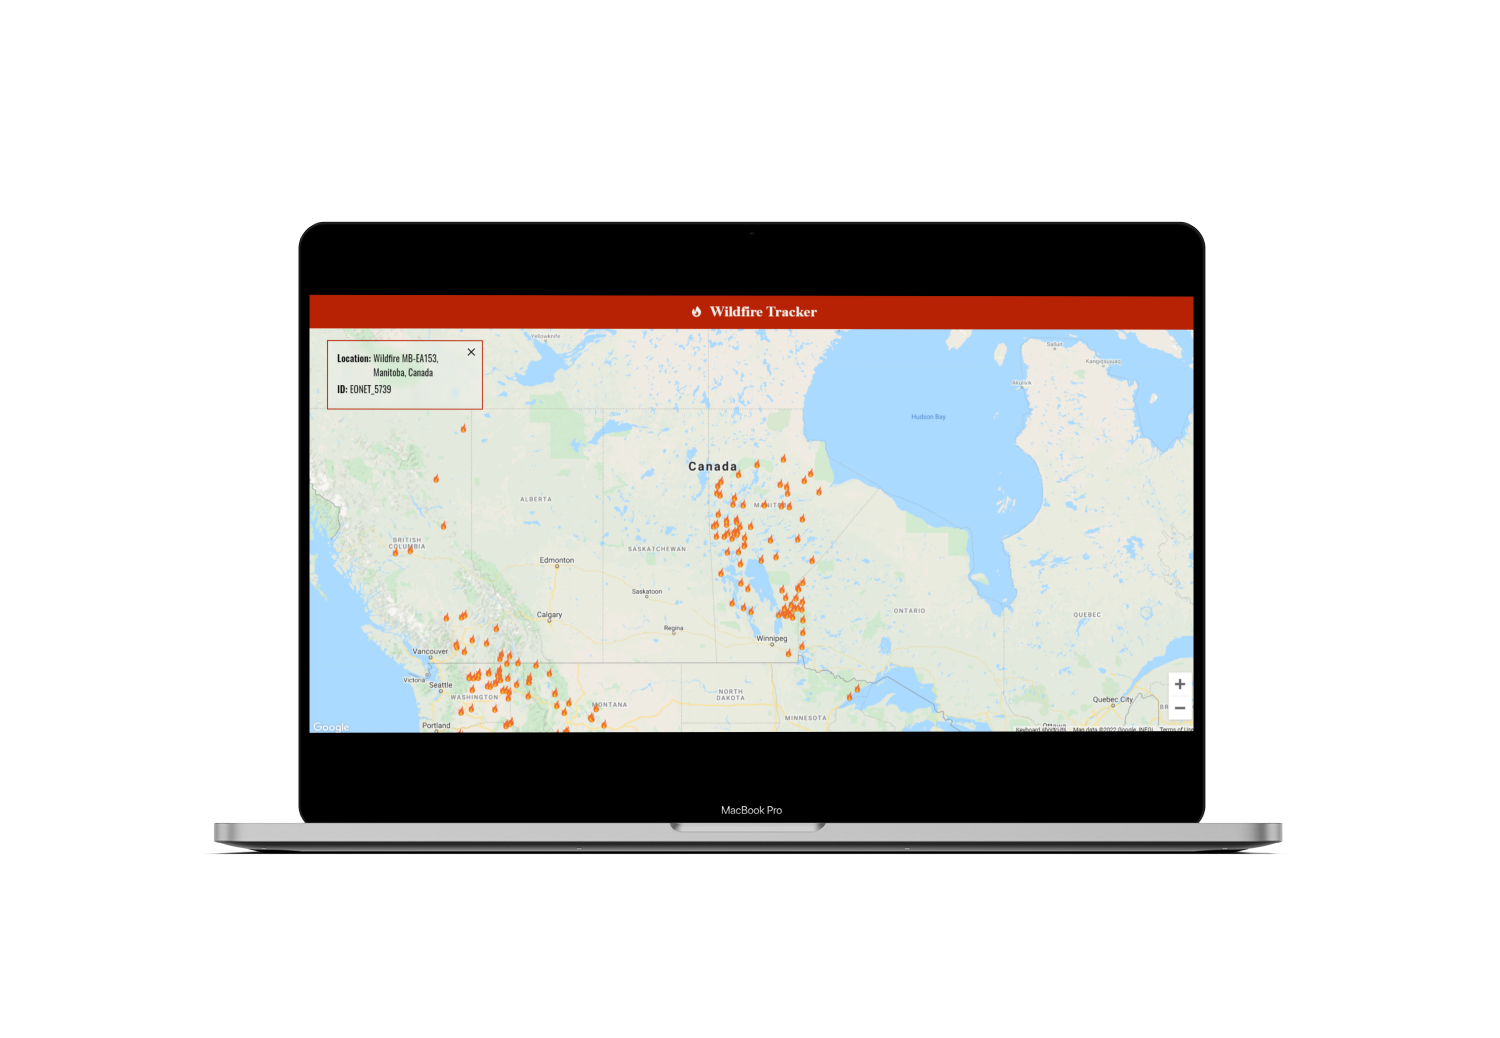 Wildfire Tracker
Location: Wildfire MB-EA153,
Manitoba, Canada
ID: EONET_5739
Yellowknife
Salluit
Kangiqsujuaq
Inukjuak
Hudson Bay
Canada
ALBERTA
MANITOBA
BRITISH
COLUMBIA
SASKATCHEWAN
Edmonton
Saskatoon
Calgary
ONTARIO
QUEBEC
Regina
Winnipeg
Vancouver
Victoria
Seattle
WASHINGTON
NORTH
DAKOTA
MONTANA
Quebec City
MINNESOTA
Portland
Ottawa
Google
Keyboard shortcuts
Map data ©2022 Google, INEGI
Terms of Use
MacBook Pro